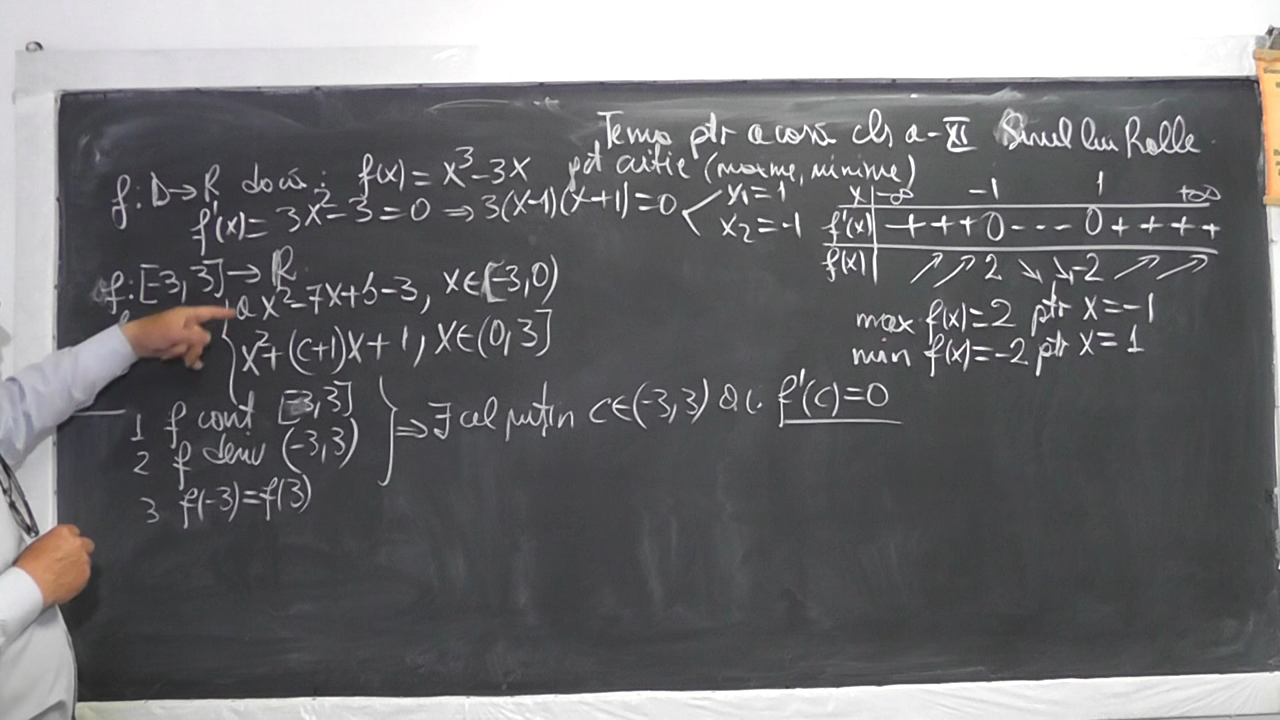 Tema ptr acasă cls a-XI Șirul lui Rolle
f:D→R dacă: f(x)=x³-3x pct critice (maxime, minime)
f'(x)=3x²-3=0 ⇒3(x-1)(x+1)=0 x₁=1
x₂=-1
x -∞ -1 1 +∞
f'(x) + + + 0 - - - 0 + + + +
f(x) ↗ ↗ 2 ↘ ↘ -2 ↗ ↗
max f(x)=2 ptr x=-1
min f(x)=-2 ptr x=1
f:[-3,3]→R
ax²-7x+b-3, x∈[-3,0)
x²+(c+1)x+1, x∈(0,3]
1 f cont [-3,3]
2 f deriv (-3,3)
3 f(-3)=f(3)
⇒∃ cel puțin c∈(-3,3) a.c. f'(c)=0